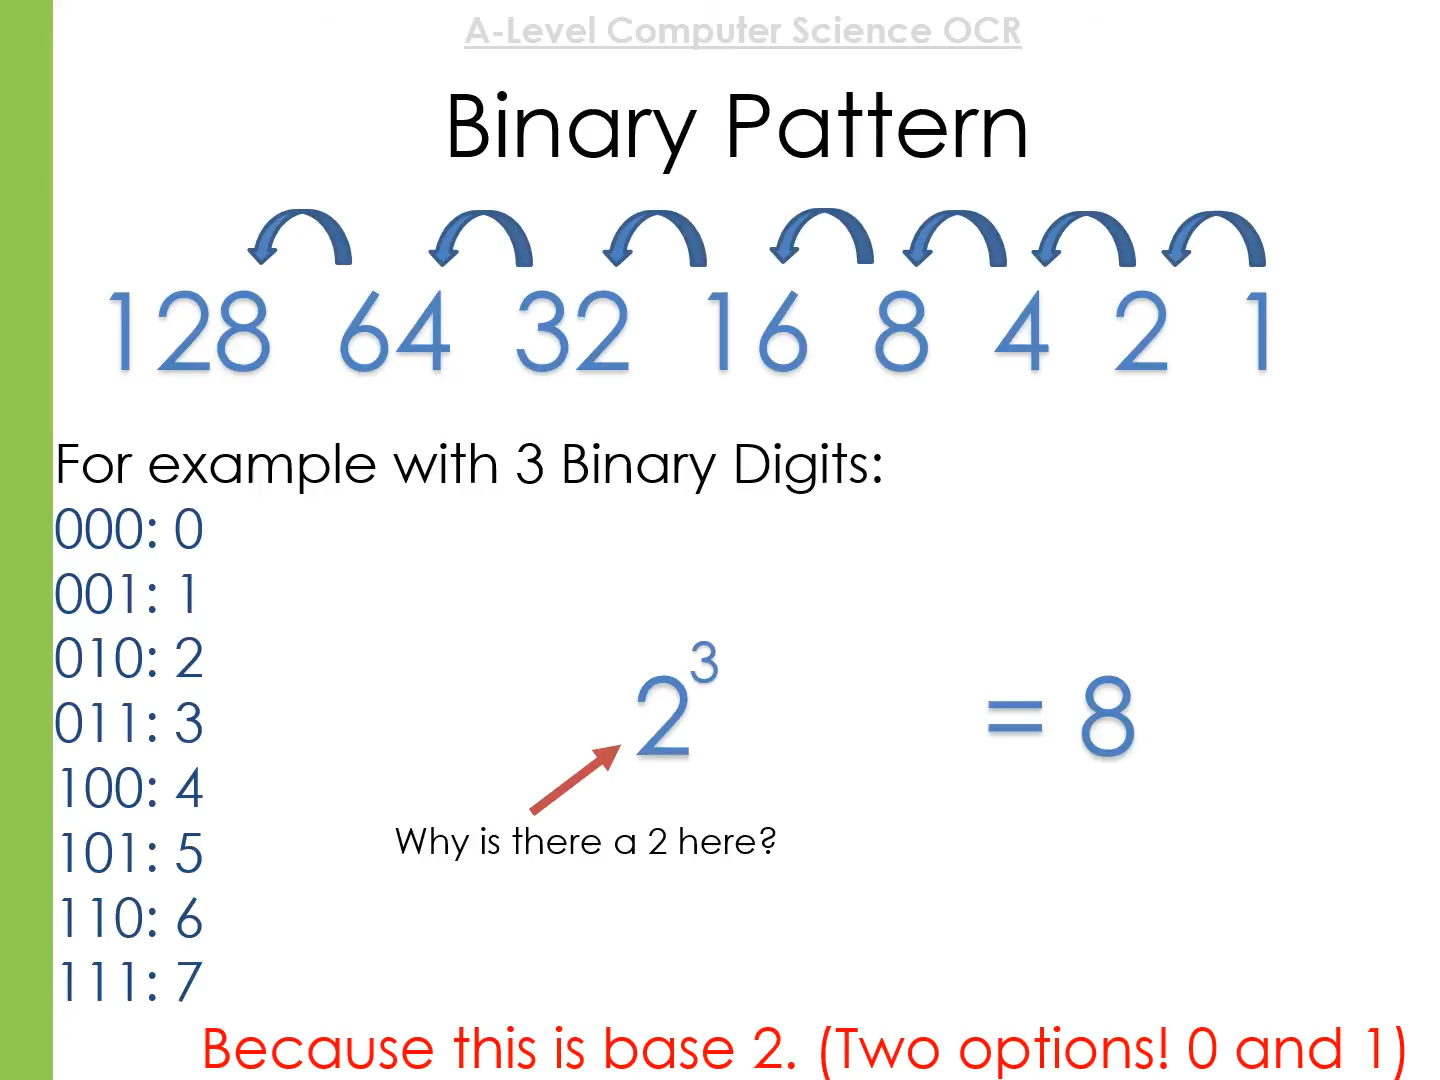 A-Level Computer Science OCR
Binary Pattern
128 64 32 16 8 4 2 1
For example with 3 Binary Digits:
000: 0
001: 1
010: 2
011: 3
100: 4
101: 5
110: 6
111: 7
2³ = 8
Why is there a 2 here?
Because this is base 2. (Two options! 0 and 1)